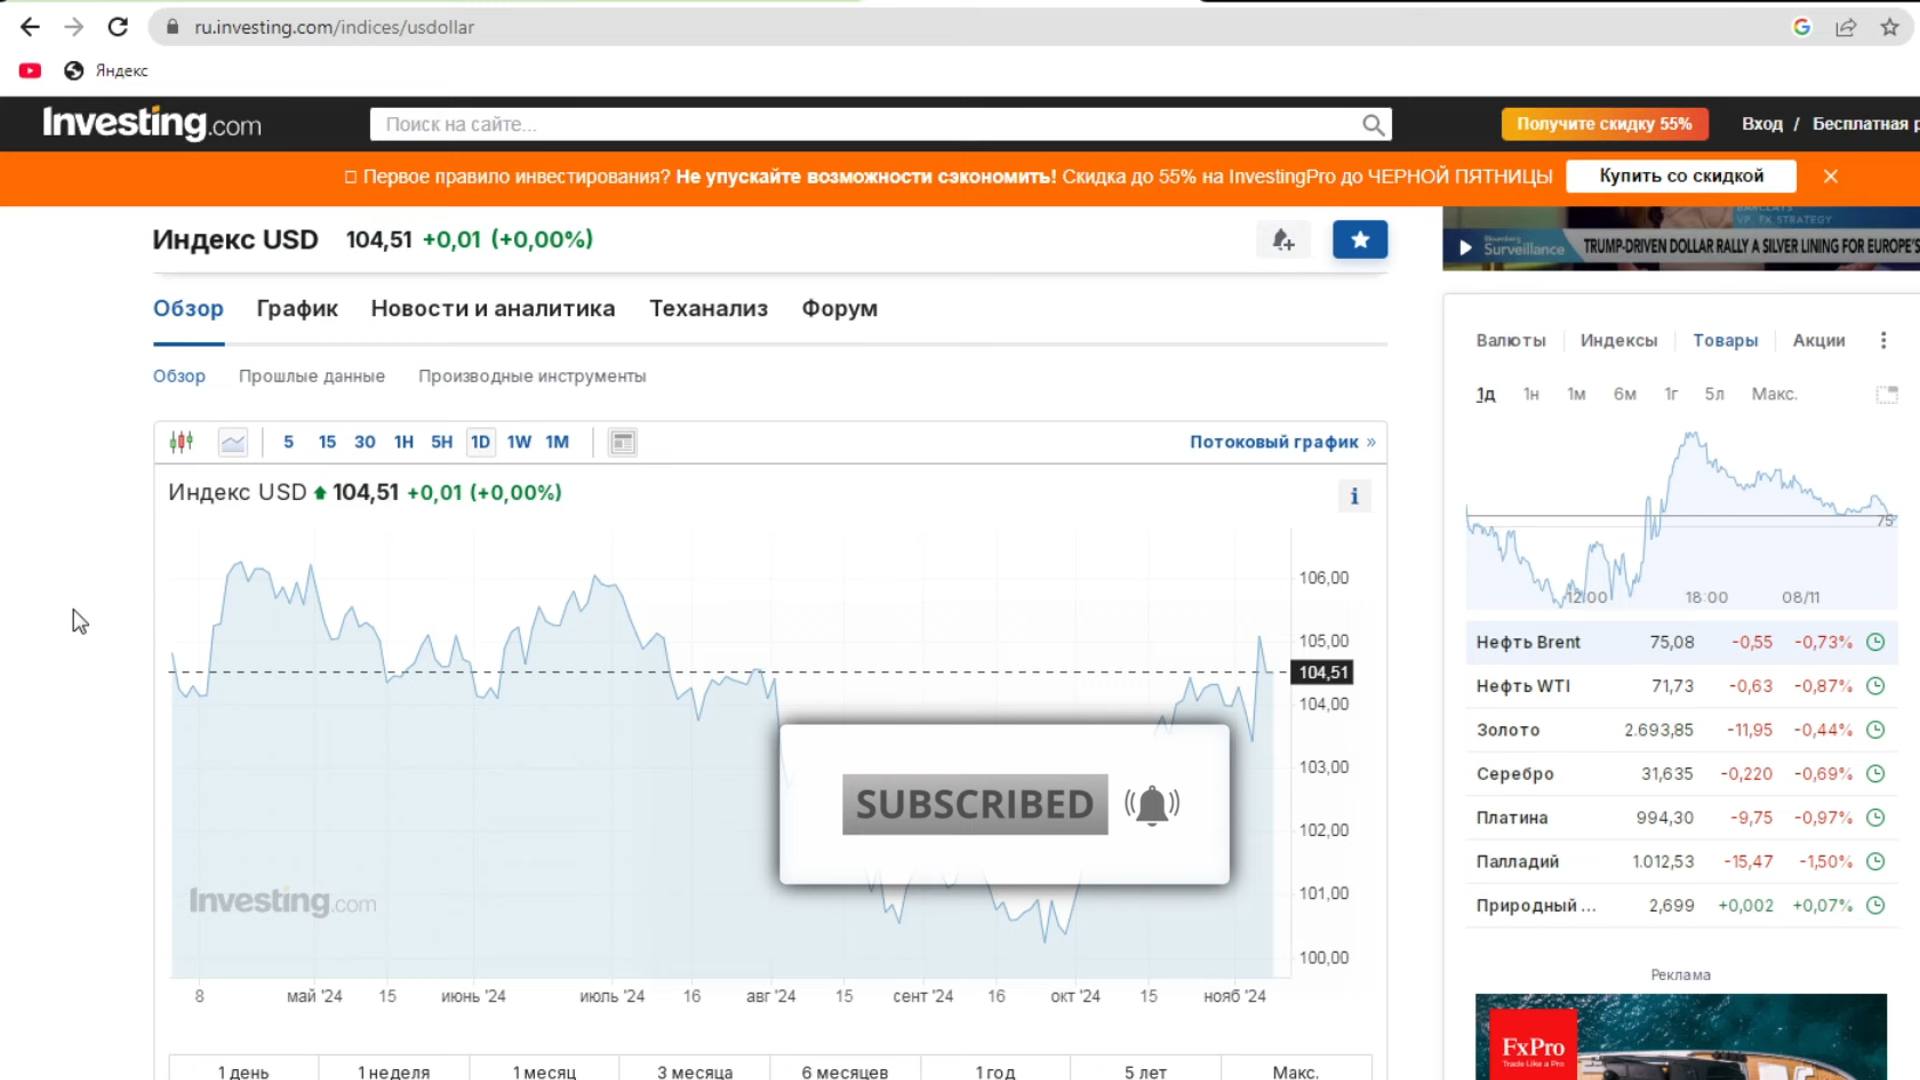 ru.investing.com/indices/usdollar
Яндекс
Investing.com
Поиск на сайте...
Получите скидку 55%
Вход / Бесплатная
Первое правило инвестирования? Не упускайте возможности сэкономить! Скидка до 55% на InvestingPro до ЧЕРНОЙ ПЯТНИЦЫ
Купить со скидкой
Индекс USD 104,51 +0,01 (+0,00%)
VP, FX STRATEGY
Bloomberg
Surveillance
TRUMP-DRIVEN DOLLAR RALLY A SILVER LINING FOR EUROPE'S
Обзор График Новости и аналитика Теханализ Форум
Обзор Прошлые данные Производные инструменты
5 15 30 1H 5H 1D 1W 1M
Потоковый график »
Индекс USD 104,51 +0,01 (+0,00%)
i
106,00
105,00
104,51
104,00
103,00
102,00
101,00
100,00
SUBSCRIBED
Investing.com
8 май '24 15 июнь '24 июль '24 16 авг '24 15 сент '24 16 окт '24 15 нояб '24
1 день 1 неделя 1 месяц 3 месяца 6 месяцев 1 год 5 лет Макс.
Валюты Индексы Товары Акции
1д 1н 1м 6м 1г 5л Макс.
75
12:00 18:00 08/11
Нефть Brent 75,08 -0,55 -0,73%
Нефть WTI 71,73 -0,63 -0,87%
Золото 2.693,85 -11,95 -0,44%
Серебро 31,635 -0,220 -0,69%
Платина 994,30 -9,75 -0,97%
Палладий 1.012,53 -15,47 -1,50%
Природный ... 2,699 +0,002 +0,07%
Реклама
FxPro
Trade Like a Pro